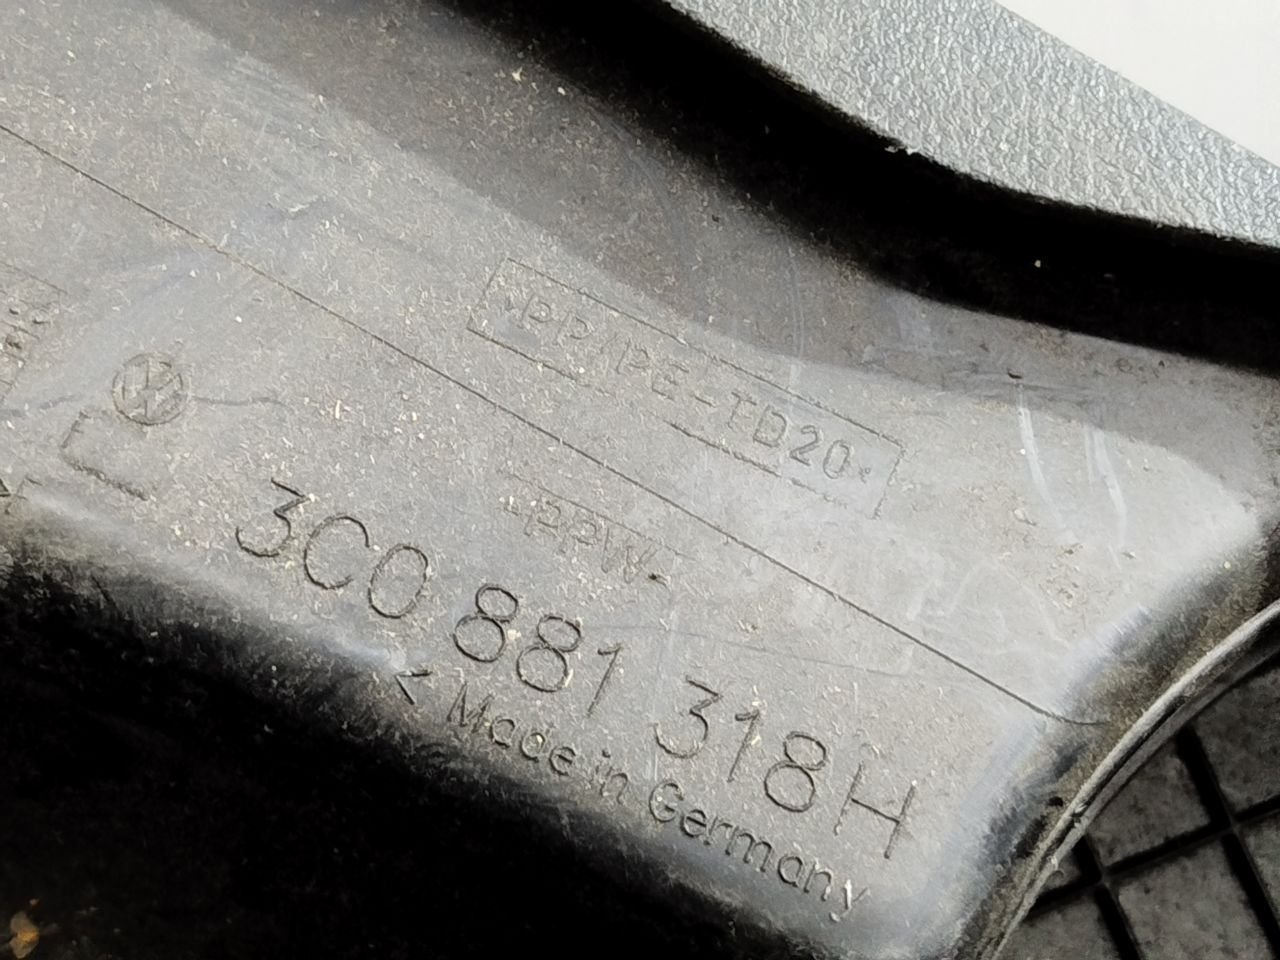 >PP/PE-TD20<
>PPW<
3C0 881 318H
< Made in Germany